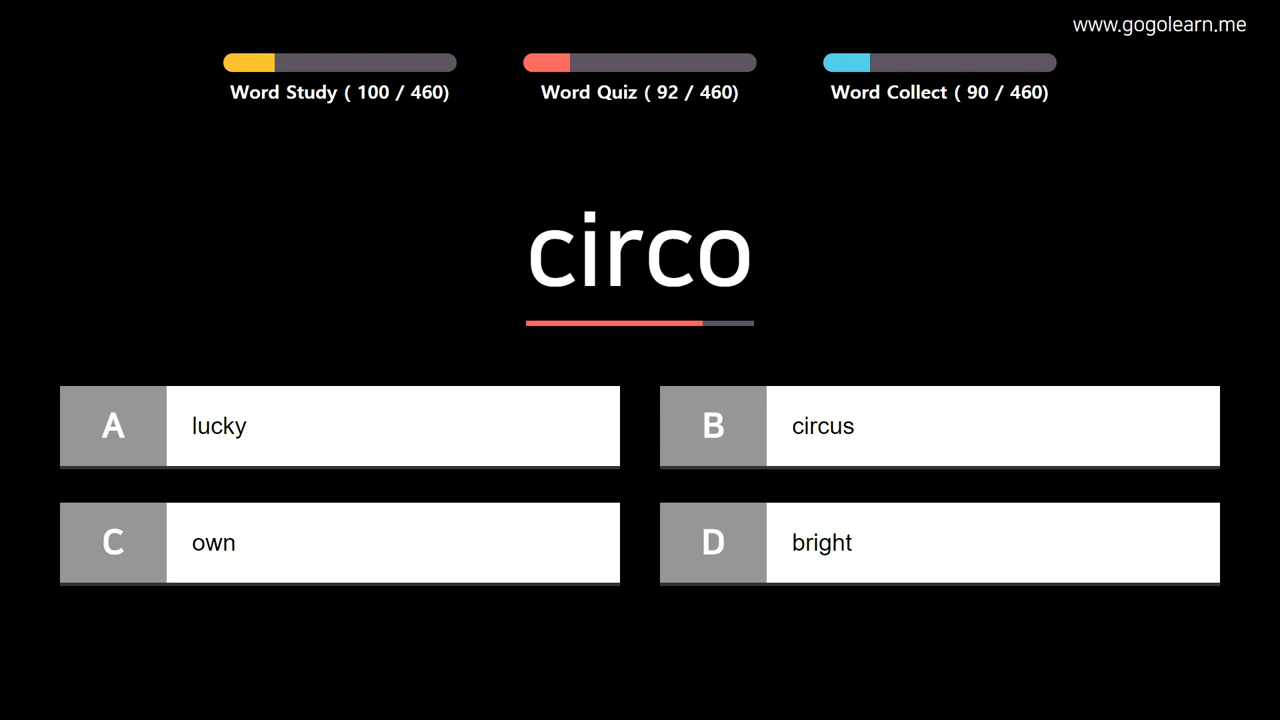 www.gogolearn.me
Word Study ( 100 / 460)
Word Quiz ( 92 / 460)
Word Collect ( 90 / 460)
circo
A lucky
B circus
C own
D bright